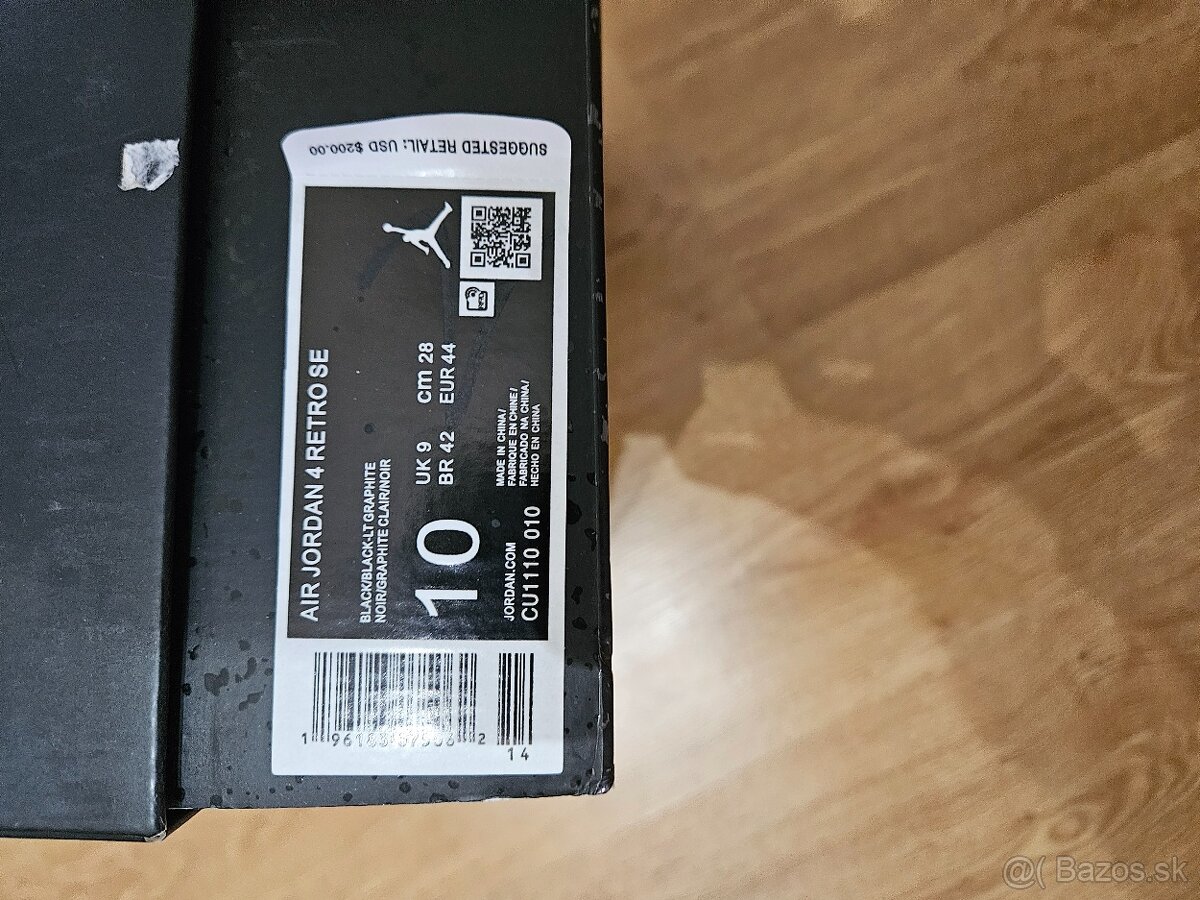 SUGGESTED RETAIL: USD $200.00
AIR JORDAN 4 RETRO SE
BLACK/BLACK-LT GRAPHITE
NOIR/GRAPHITE CLAIR/NOIR
10
UK 9 cm 28
BR 42 EUR 44
MADE IN CHINA/
FABRIQUE EN CHINE/
FABRICADO NA CHINA/
HECHO EN CHINA
JORDAN.COM
CU1110 010
1 2
14
@( Bazos.sk